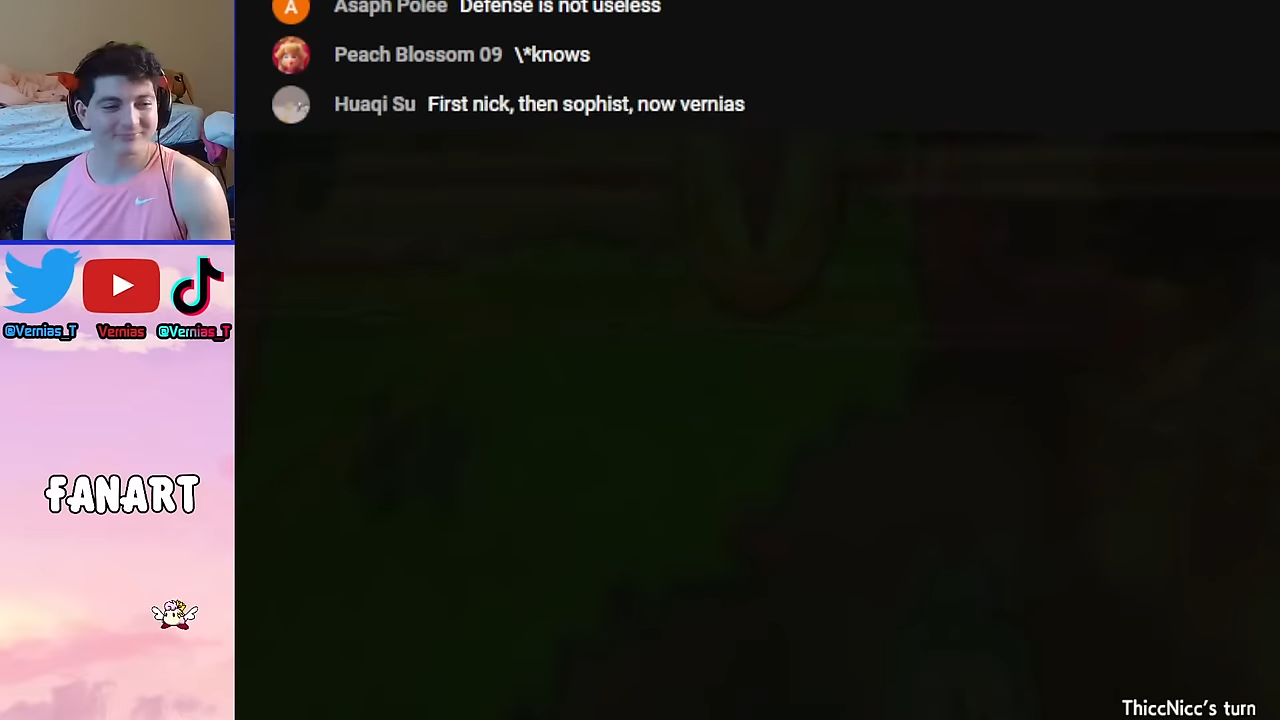 Asaph Polee Defense is not useless
Peach Blossom 09 \*knows
Huaqi Su First nick, then sophist, now vernias
@Vernias_T Vernias @Vernias_T
FANART
ThiccNicc's turn